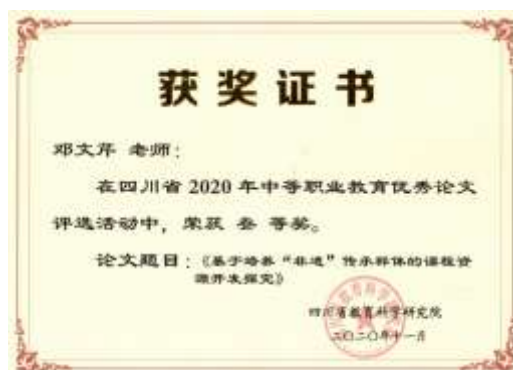 获奖证书
邓文芹 老师：
在四川省 2020 年中等职业教育优秀论文
评选活动中，荣获 叁 等奖。
论文题目：《基于培养“非遗”传承群体的课程资
源开发探究》
四川省教育科学研究院
二〇二〇年十一月